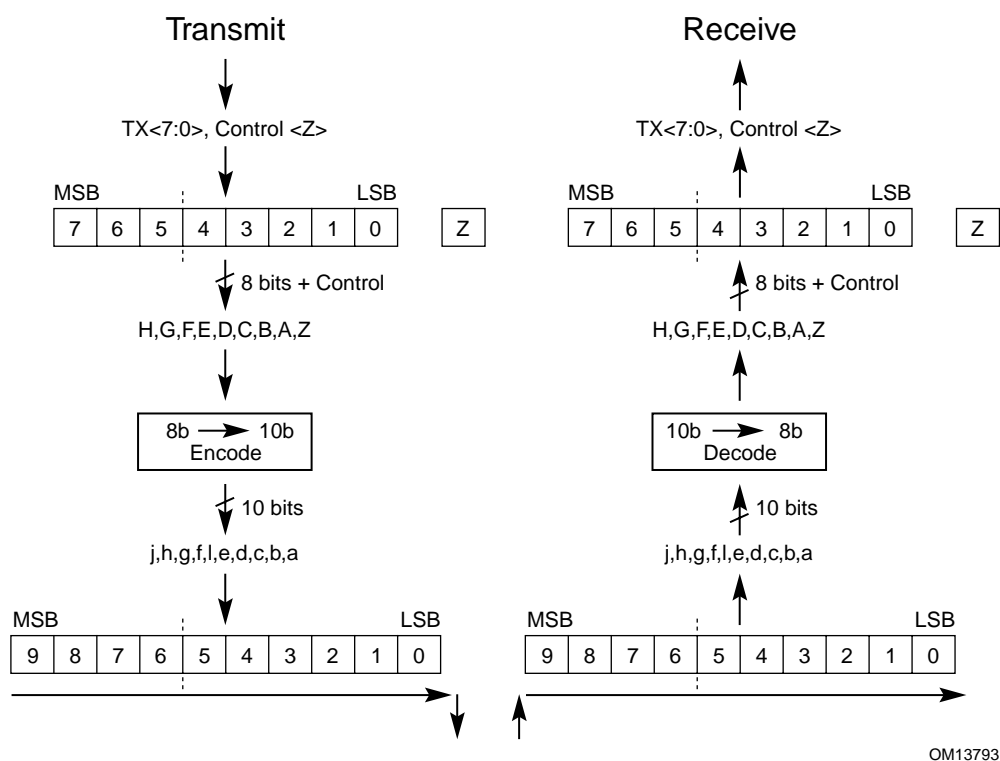 Transmit
TX<7:0>, Control <Z>
MSB LSB
7 6 5 4 3 2 1 0 Z
8 bits + Control
H,G,F,E,D,C,B,A,Z
8b 10b
Encode
10 bits
j,h,g,f,l,e,d,c,b,a
MSB LSB
9 8 7 6 5 4 3 2 1 0
Receive
TX<7:0>, Control <Z>
MSB LSB
7 6 5 4 3 2 1 0 Z
8 bits + Control
H,G,F,E,D,C,B,A,Z
10b 8b
Decode
10 bits
j,h,g,f,l,e,d,c,b,a
MSB LSB
9 8 7 6 5 4 3 2 1 0
OM13793